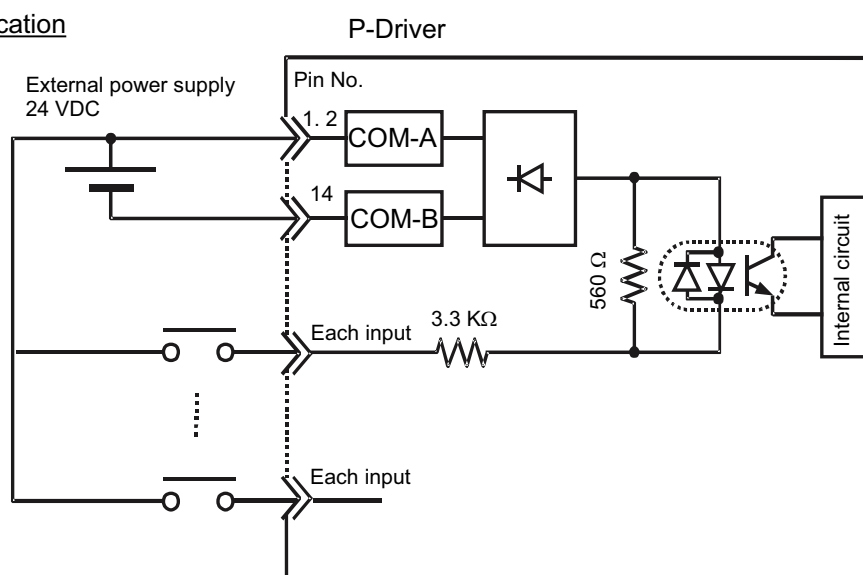 cation
P-Driver
Pin No.
External power supply
24 VDC
1. 2
COM-A
14
COM-B
560 Ω
Internal circuit
Each input
3.3 KΩ
Each input